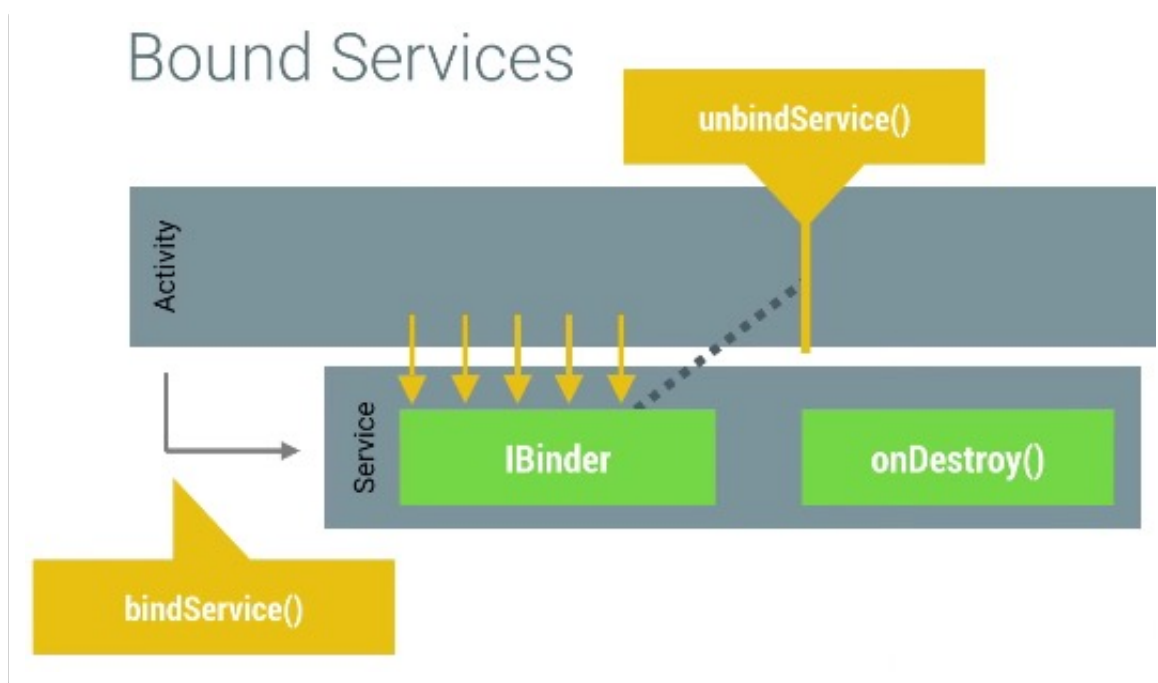 Bound Services
unbindService()
Activity
Service
IBinder
onDestroy()
bindService()